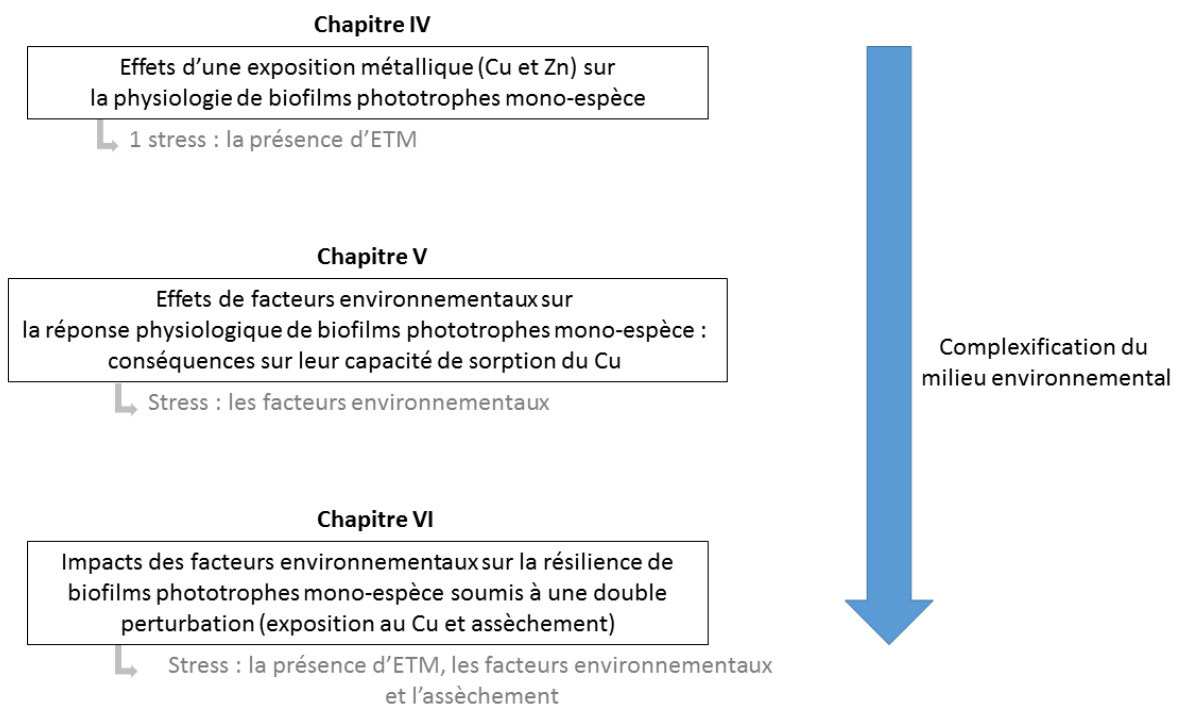 Chapitre IV
Effets d'une exposition métallique (Cu et Zn) sur
la physiologie de biofilms phototrophes mono-espèce
1 stress : la présence d'ETM
Chapitre V
Effets de facteurs environnementaux sur
la réponse physiologique de biofilms phototrophes mono-espèce :
conséquences sur leur capacité de sorption du Cu
Stress : les facteurs environnementaux
Complexification du
milieu environnemental
Chapitre VI
Impacts des facteurs environnementaux sur la résilience de
biofilms phototrophes mono-espèce soumis à une double
perturbation (exposition au Cu et assèchement)
Stress : la présence d'ETM, les facteurs environnementaux
et l'assèchement